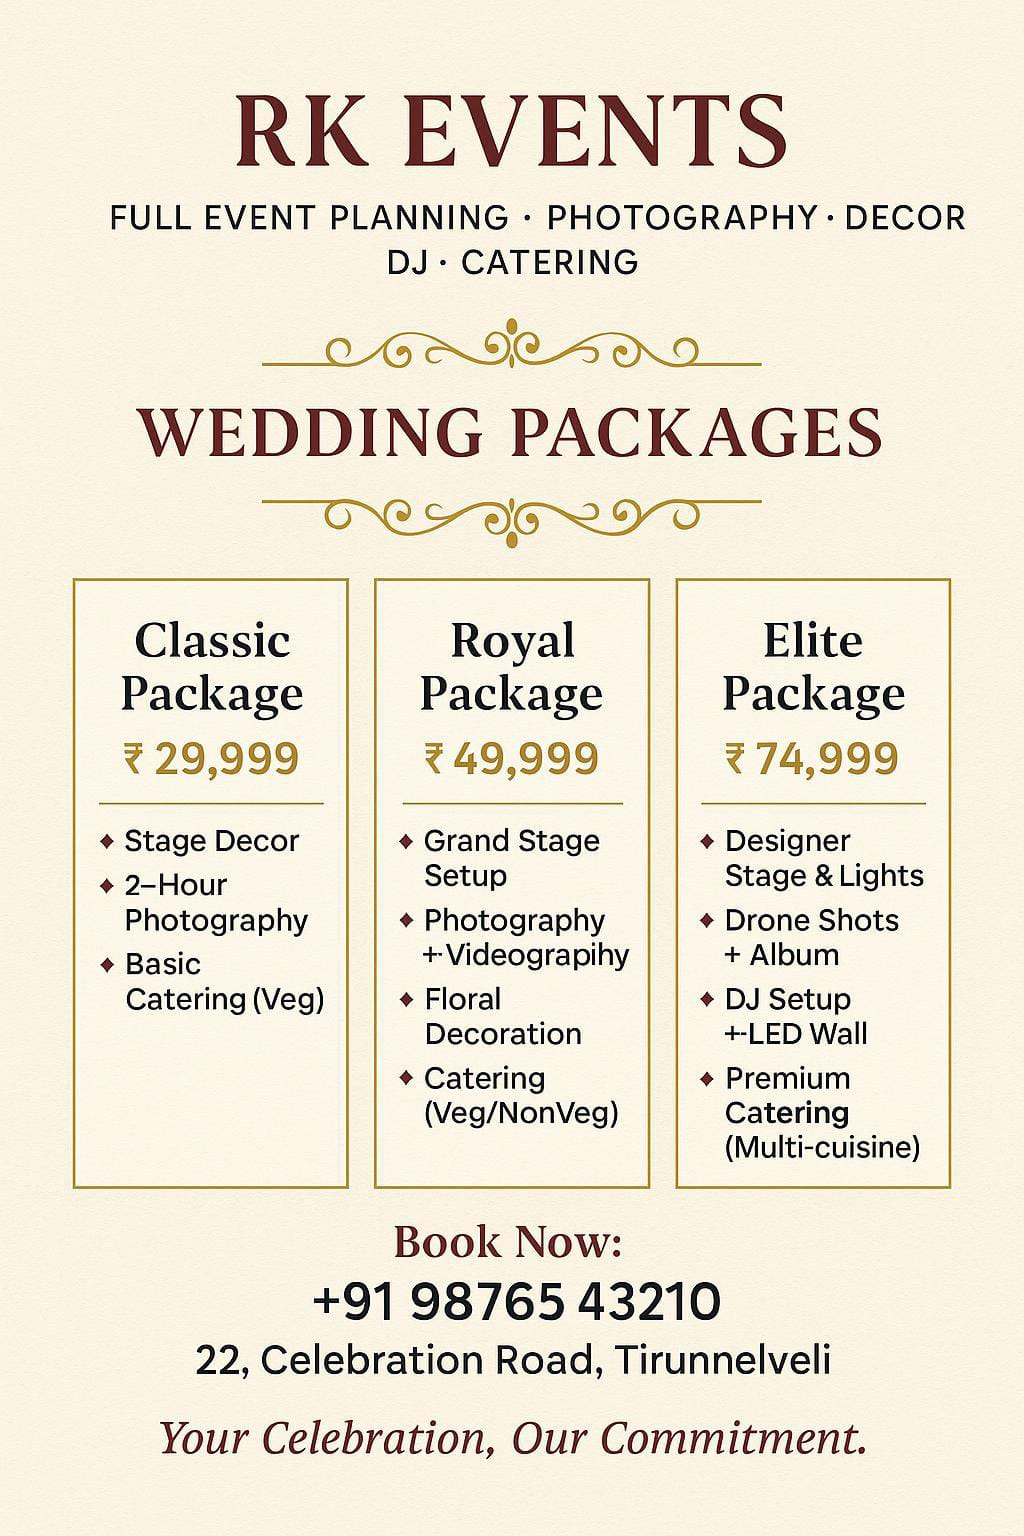 RK EVENTS
FULL EVENT PLANNING · PHOTOGRAPHY · DECOR
DJ · CATERING
WEDDING PACKAGES
Classic
Package
₹ 29,999
Stage Decor
2–Hour
Photography
Basic
Catering (Veg)
Royal
Package
₹ 49,999
Grand Stage
Setup
Photography
+ Videograpihy
Floral
Decoration
Catering
(Veg/NonVeg)
Elite
Package
₹ 74,999
Designer
Stage & Lights
Drone Shots
+ Album
DJ Setup
+-LED Wall
Premium
Catering
(Multi-cuisine)
Book Now:
+91 98765 43210
22, Celebration Road, Tirunnelveli
Your Celebration, Our Commitment.